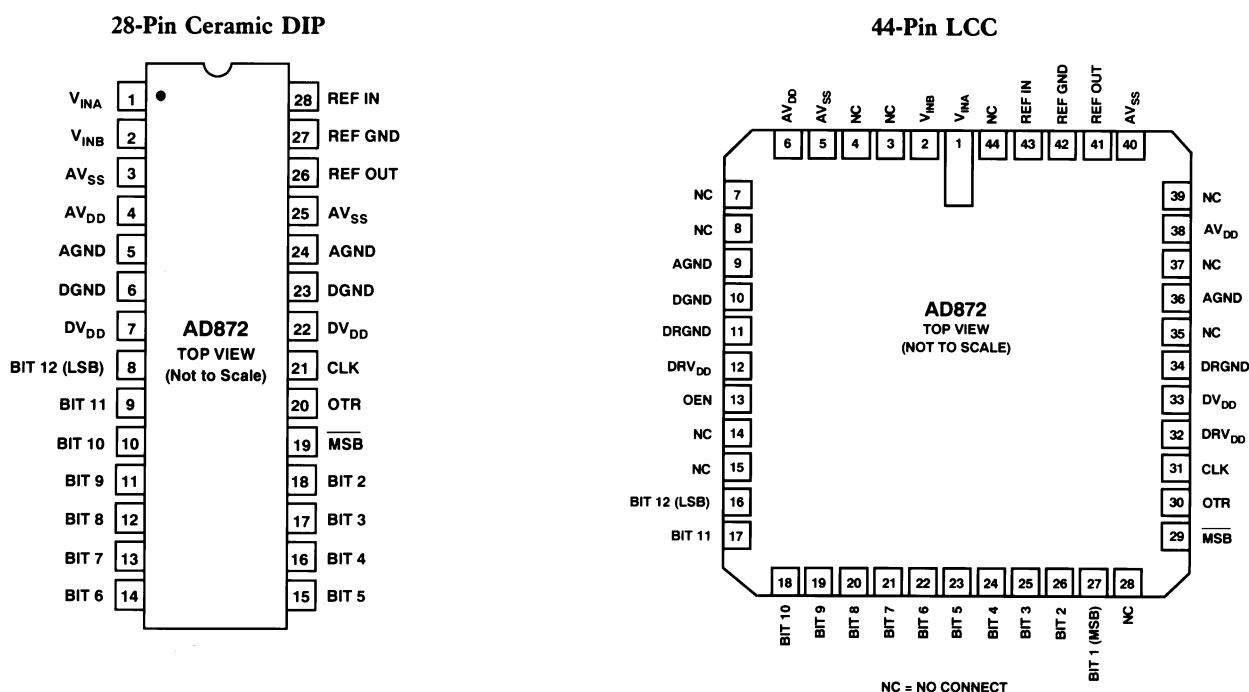 28-Pin Ceramic DIP
V_INA 1
V_INB 2
AV_SS 3
AV_DD 4
AGND 5
DGND 6
DV_DD 7
BIT 12 (LSB) 8
BIT 11 9
BIT 10 10
BIT 9 11
BIT 8 12
BIT 7 13
BIT 6 14
AD872
TOP VIEW
(Not to Scale)
28 REF IN
27 REF GND
26 REF OUT
25 AV_SS
24 AGND
23 DGND
22 DV_DD
21 CLK
20 OTR
19 M̅S̅B̅
18 BIT 2
17 BIT 3
16 BIT 4
15 BIT 5
44-Pin LCC
AV_DD
AV_SS
NC
NC
V_INB
V_INA
NC
REF IN
REF GND
REF OUT
AV_SS
6 5 4 3 2 1 44 43 42 41 40
NC 7
NC 8
AGND 9
DGND 10
DRGND 11
DRV_DD 12
OEN 13
NC 14
NC 15
BIT 12 (LSB) 16
BIT 11 17
AD872
TOP VIEW
(NOT TO SCALE)
39 NC
38 AV_DD
37 NC
36 AGND
35 NC
34 DRGND
33 DV_DD
32 DRV_DD
31 CLK
30 OTR
29 M̅S̅B̅
18 19 20 21 22 23 24 25 26 27 28
BIT 10
BIT 9
BIT 8
BIT 7
BIT 6
BIT 5
BIT 4
BIT 3
BIT 2
BIT 1 (MSB)
NC
NC = NO CONNECT